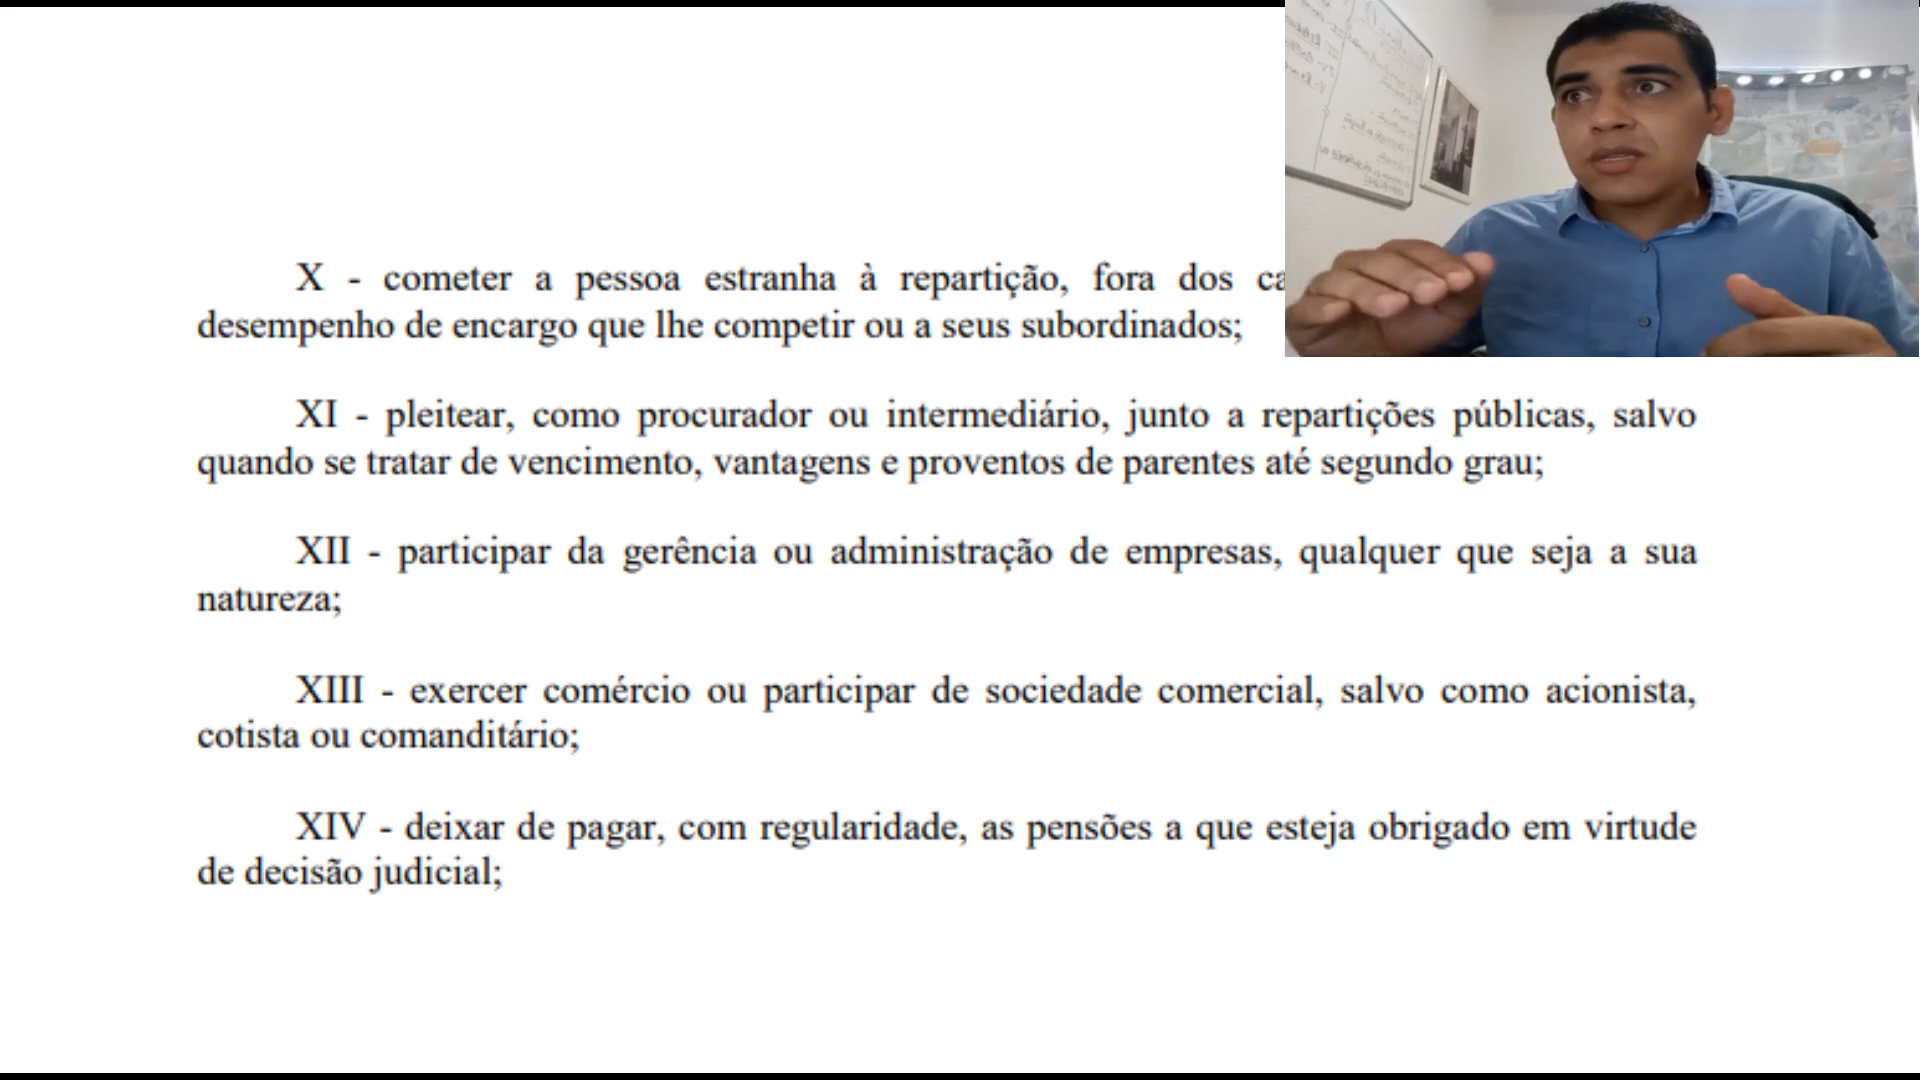 X - cometer a pessoa estranha à repartição, fora dos
desempenho de encargo que lhe competir ou a seus subordinados;
XI - pleitear, como procurador ou intermediário, junto a repartições públicas, salvo
quando se tratar de vencimento, vantagens e proventos de parentes até segundo grau;
XII - participar da gerência ou administração de empresas, qualquer que seja a sua
natureza;
XIII - exercer comércio ou participar de sociedade comercial, salvo como acionista,
cotista ou comanditário;
XIV - deixar de pagar, com regularidade, as pensões a que esteja obrigado em virtude
de decisão judicial;